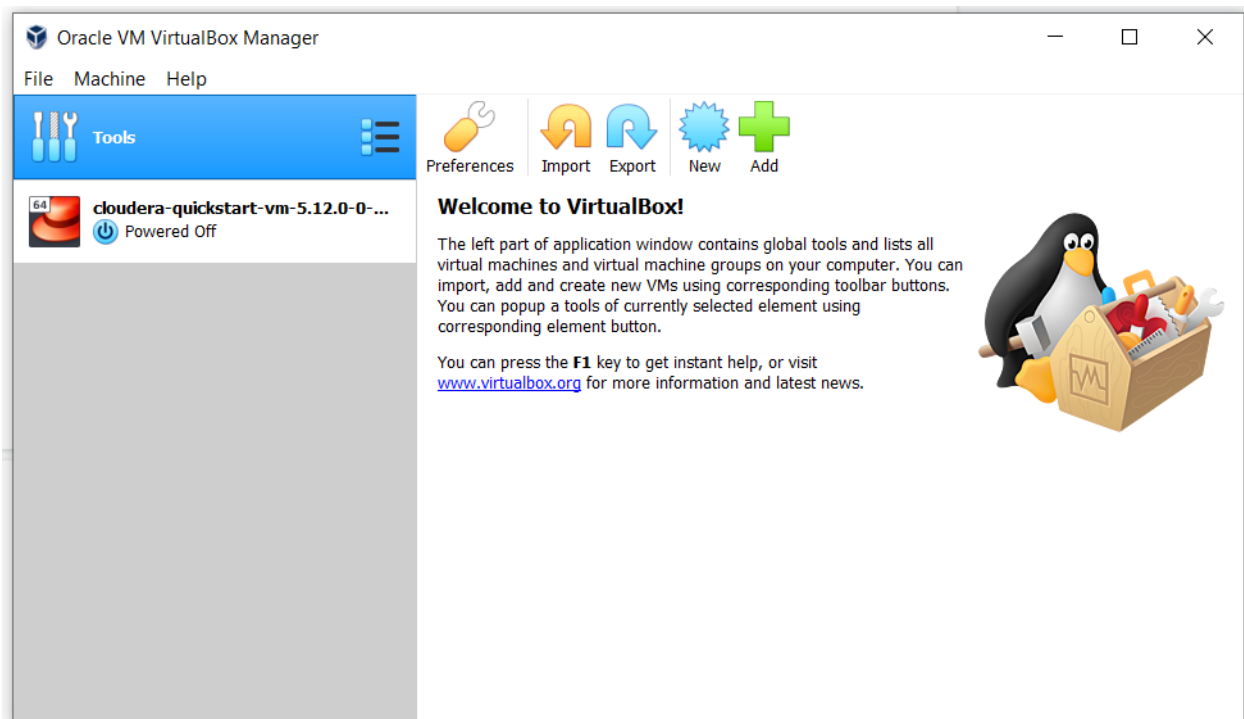 Oracle VM VirtualBox Manager
File Machine Help
Tools
64
cloudera-quickstart-vm-5.12.0-0-...
Powered Off
Preferences Import Export New Add
Welcome to VirtualBox!
The left part of application window contains global tools and lists all
virtual machines and virtual machine groups on your computer. You can
import, add and create new VMs using corresponding toolbar buttons.
You can popup a tools of currently selected element using
corresponding element button.
You can press the F1 key to get instant help, or visit
www.virtualbox.org for more information and latest news.